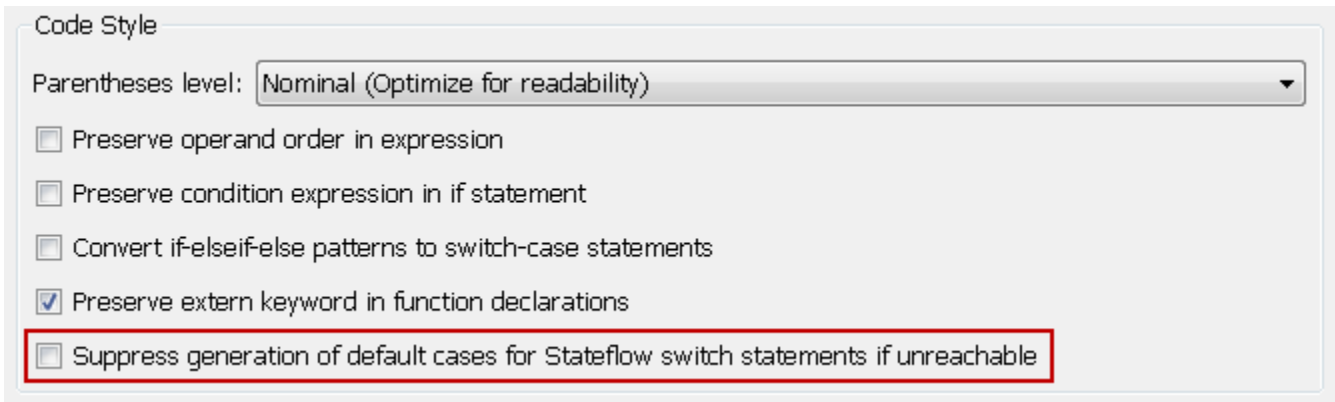 Code Style
Parentheses level: Nominal (Optimize for readability)
Preserve operand order in expression
Preserve condition expression in if statement
Convert if-elseif-else patterns to switch-case statements
Preserve extern keyword in function declarations
Suppress generation of default cases for Stateflow switch statements if unreachable